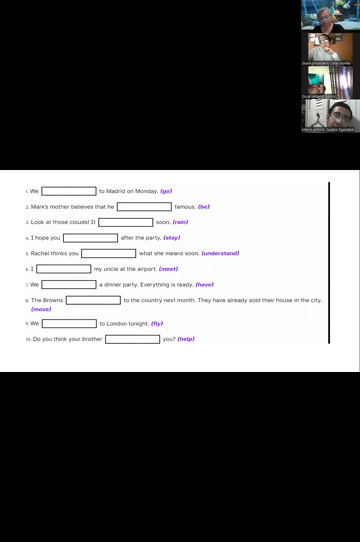 1. We to Madrid on Monday. (go)
2. Mark's mother believes that he famous. (be)
3. Look at those clouds! It soon. (rain)
4. I hope you after the party. (stay)
5. Rachel thinks you what she means soon. (understand)
6. I my uncle at the airport. (meet)
7. We a dinner party. Everything is ready. (have)
8. The Browns to the country next month. They have already sold their house in the city.
(move)
9. We to London tonight. (fly)
10. Do you think your brother you? (help)